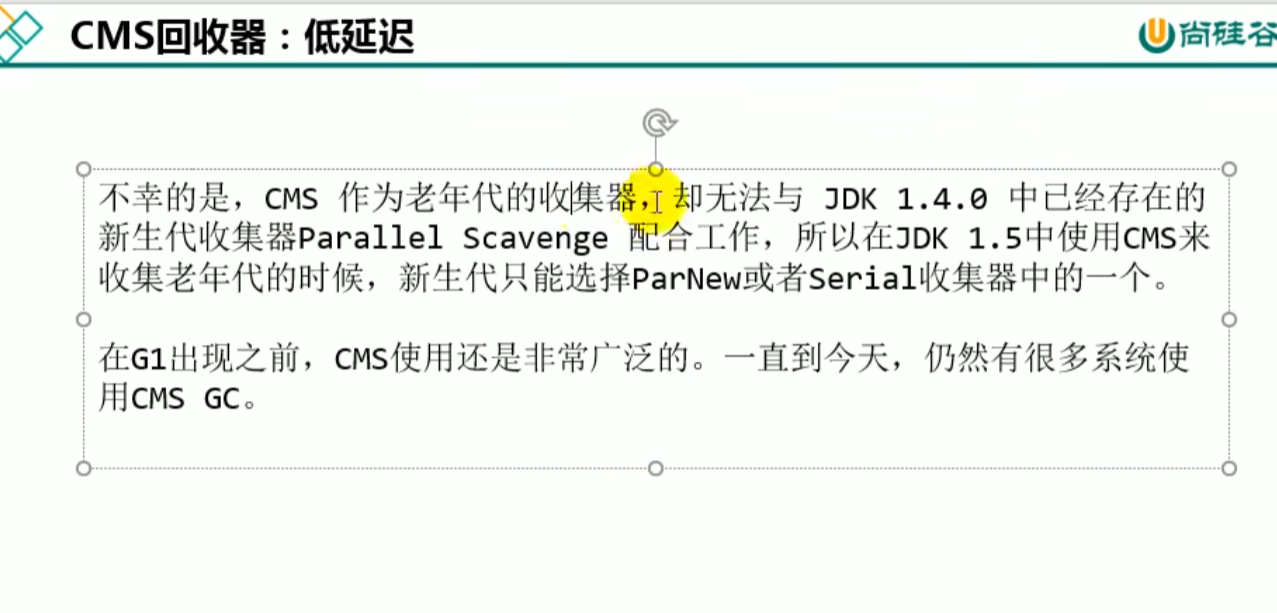 CMS回收器：低延迟
尚硅谷
不幸的是，CMS 作为老年代的收集器，却无法与 JDK 1.4.0 中已经存在的
新生代收集器Parallel Scavenge 配合工作，所以在JDK 1.5中使用CMS来
收集老年代的时候，新生代只能选择ParNew或者Serial收集器中的一个。
在G1出现之前，CMS使用还是非常广泛的。一直到今天，仍然有很多系统使
用CMS GC。